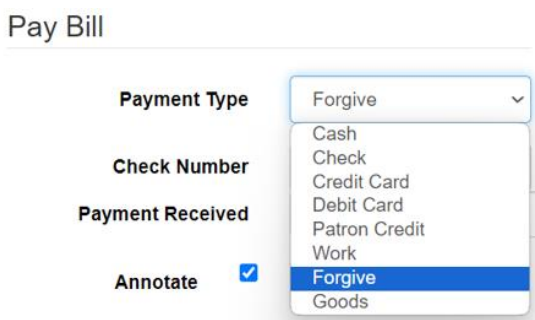 Pay Bill
Payment Type
Forgive
Cash
Check
Check Number
Credit Card
Debit Card
Payment Received
Patron Credit
Work
Annotate
Forgive
Goods